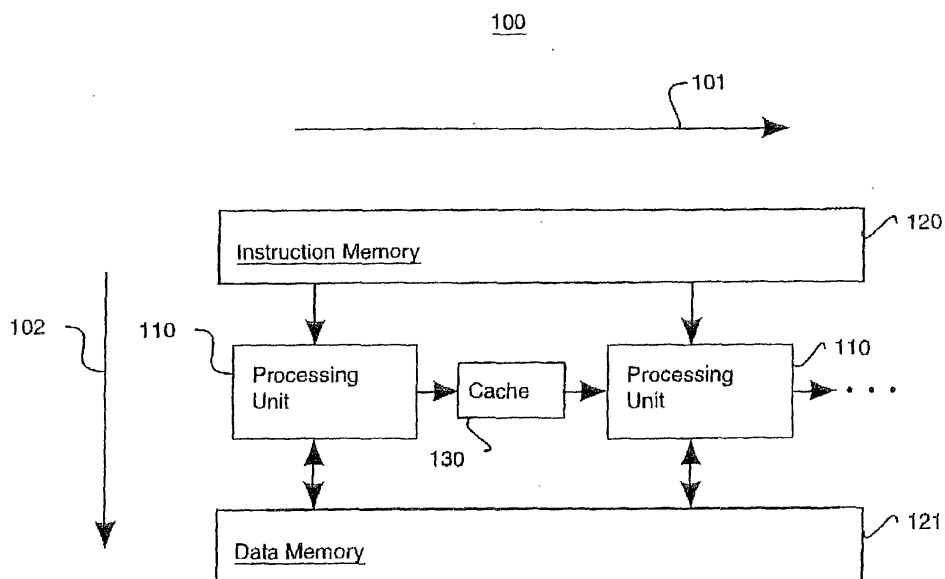 100
101
120
Instruction Memory
102
110
Processing
Unit
Cache
130
Processing
Unit
110
. . .
121
Data Memory